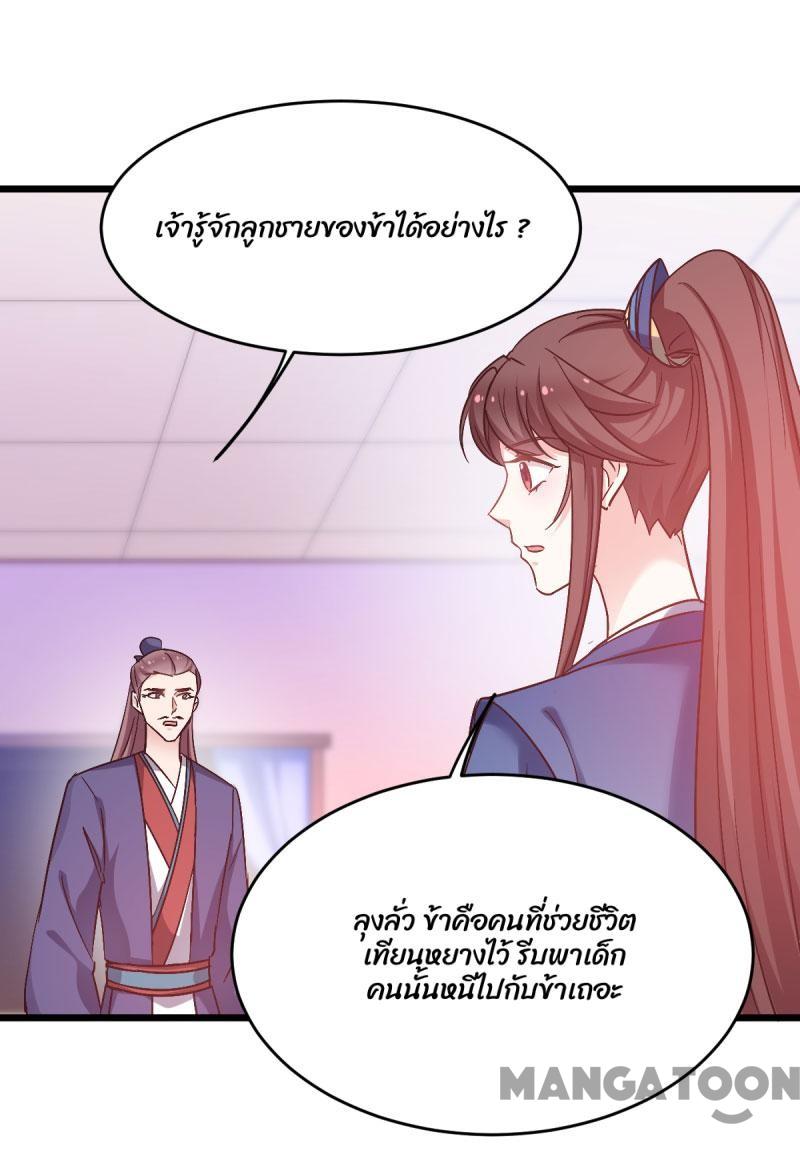 เจ้ารู้จักลูกชายของข้าได้อย่างไร ?
ลุงลั่ว ข้าคือคนที่ช่วยชีวิต
เทียนหยางไว้ รีบพาเด็ก
คนนั้นหนีไปกับข้าเถอะ
MANGATOON